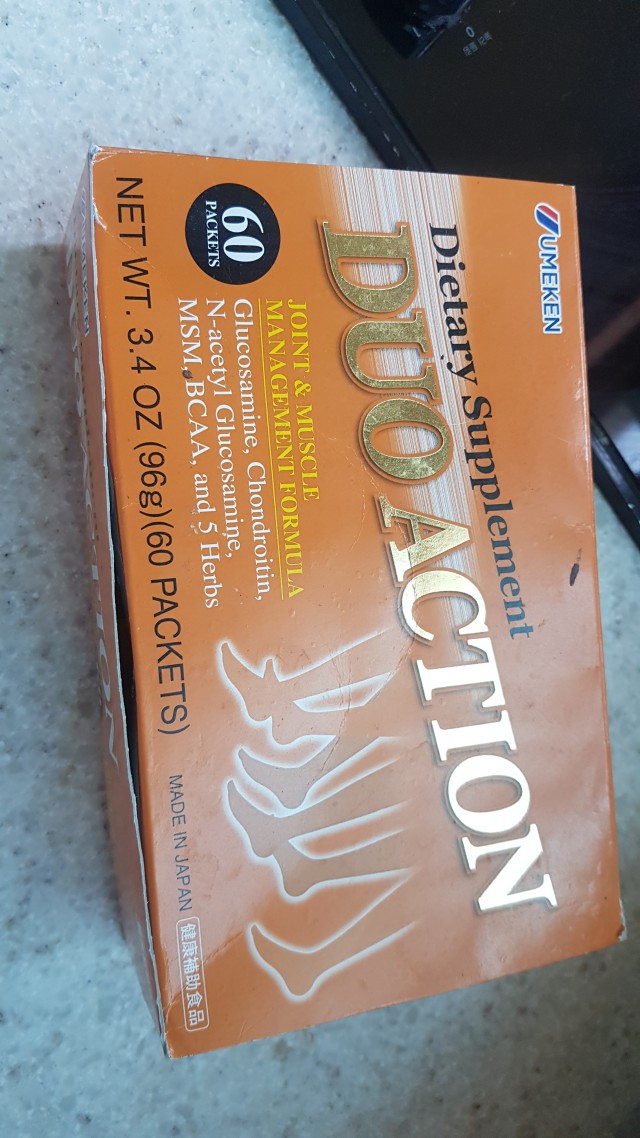 UMEKEN
Dietary Supplement
DUO ACTION
JOINT & MUSCLE
MANAGEMENT FORMULA
Glucosamine, Chondroitin,
N-acetyl Glucosamine,
MSM, BCAA, and 5 Herbs
60
PACKETS
NET WT. 3.4 OZ (96g)(60 PACKETS)
MADE IN JAPAN
健康補助食品